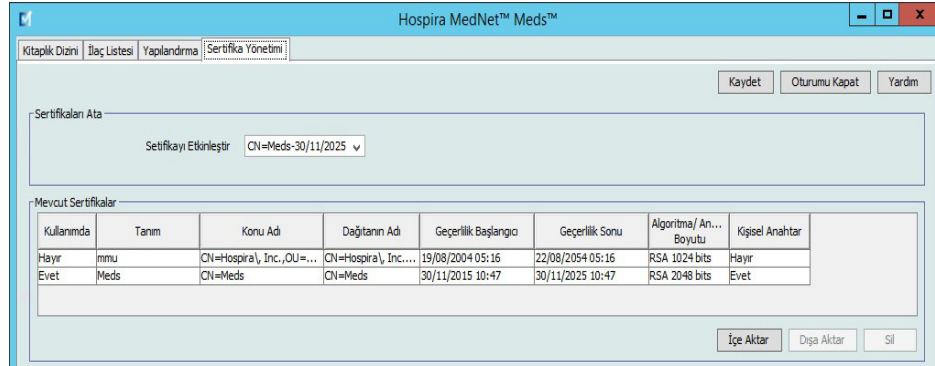 Hospira MedNet™ Meds™
Kitaplık Dizini İlaç Listesi Yapılandırma Sertifika Yönetimi
Kaydet Oturumu Kapat Yardım
Sertifikaları Ata
Setifikayı Etkinleştir CN=Meds-30/11/2025
Mevcut Sertifikalar
Kullanımda Tanım Konu Adı Dağıtanın Adı Geçerlilik Başlangıcı Geçerlilik Sonu Algoritma/ An... Boyutu Kişisel Anahtar
Hayır mmu CN=Hospira\, Inc.,OU=... CN=Hospira\, Inc.... 19/08/2004 05:16 22/08/2054 05:16 RSA 1024 bits Hayır
Evet Meds CN=Meds CN=Meds 30/11/2015 10:47 30/11/2025 10:47 RSA 2048 bits Evet
İçe Aktar Dışa Aktar Sil